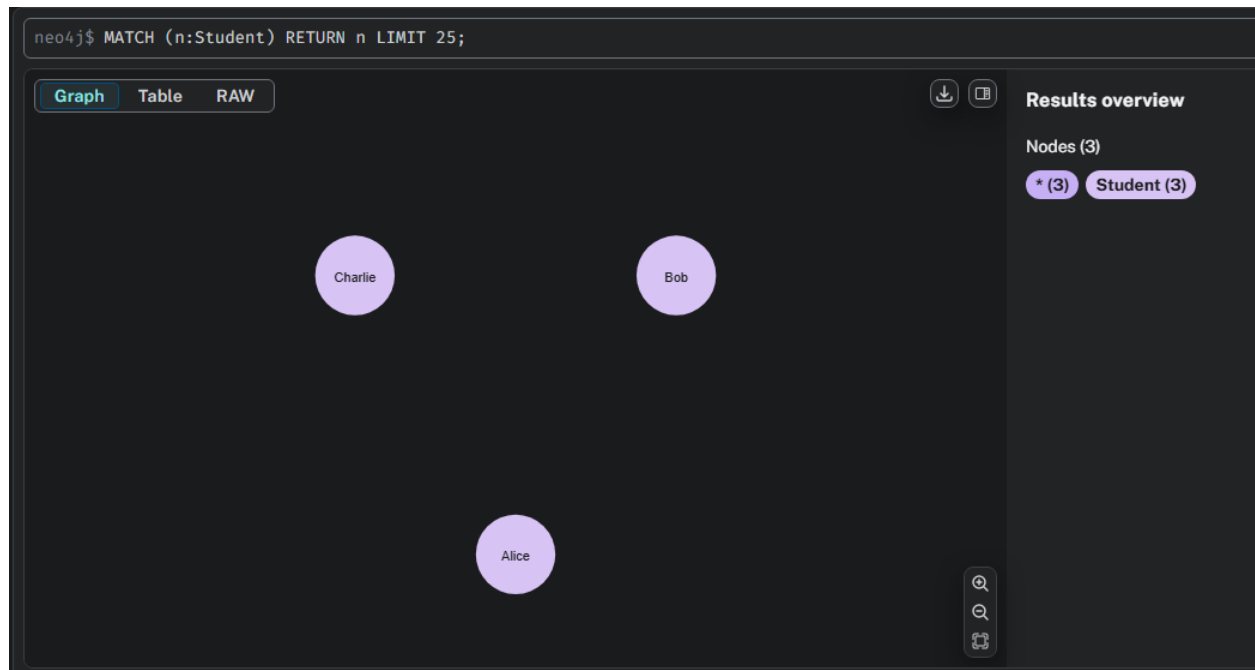 neo4j$ MATCH (n:Student) RETURN n LIMIT 25;
Graph Table RAW
Results overview
Nodes (3)
* (3) Student (3)
Charlie
Bob
Alice